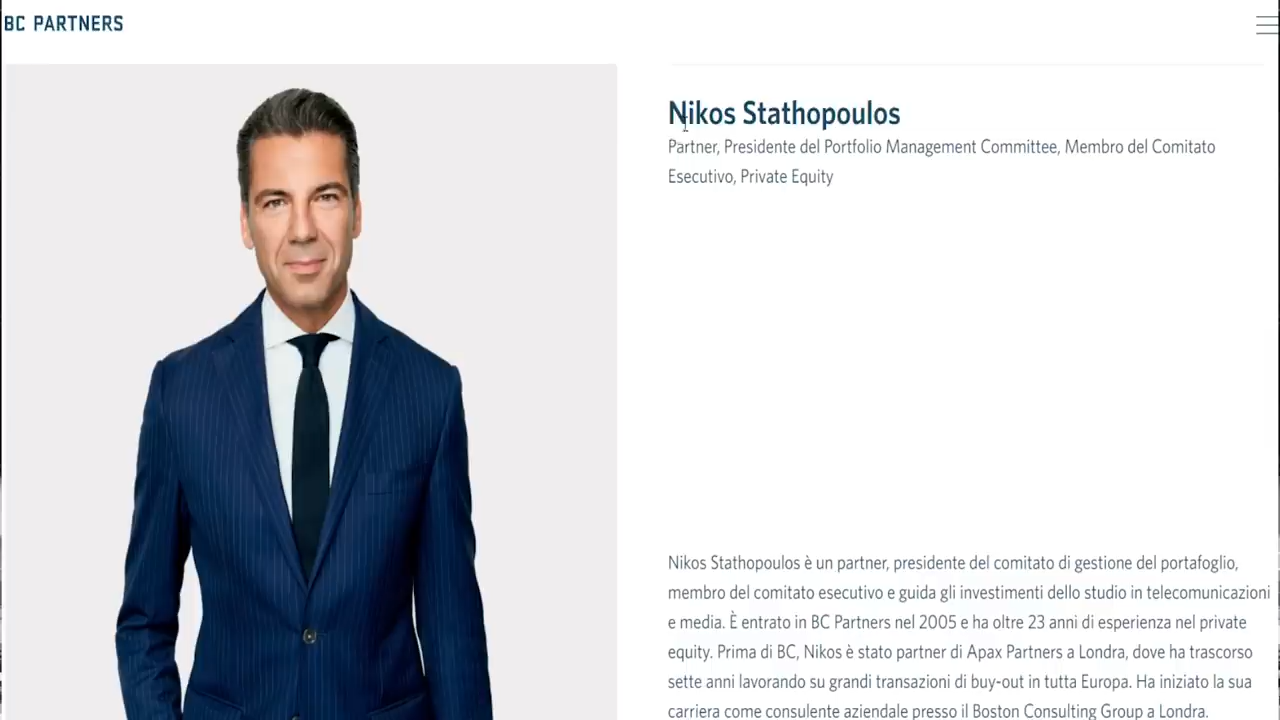 BC PARTNERS
Nikos Stathopoulos
Partner, Presidente del Portfolio Management Committee, Membro del Comitato
Esecutivo, Private Equity
Nikos Stathopoulos è un partner, presidente del comitato di gestione del portafoglio,
membro del comitato esecutivo e guida gli investimenti dello studio in telecomunicazioni
e media. È entrato in BC Partners nel 2005 e ha oltre 23 anni di esperienza nel private
equity. Prima di BC, Nikos è stato partner di Apax Partners a Londra, dove ha trascorso
sette anni lavorando su grandi transazioni di buy-out in tutta Europa. Ha iniziato la sua
carriera come consulente aziendale presso il Boston Consulting Group a Londra.